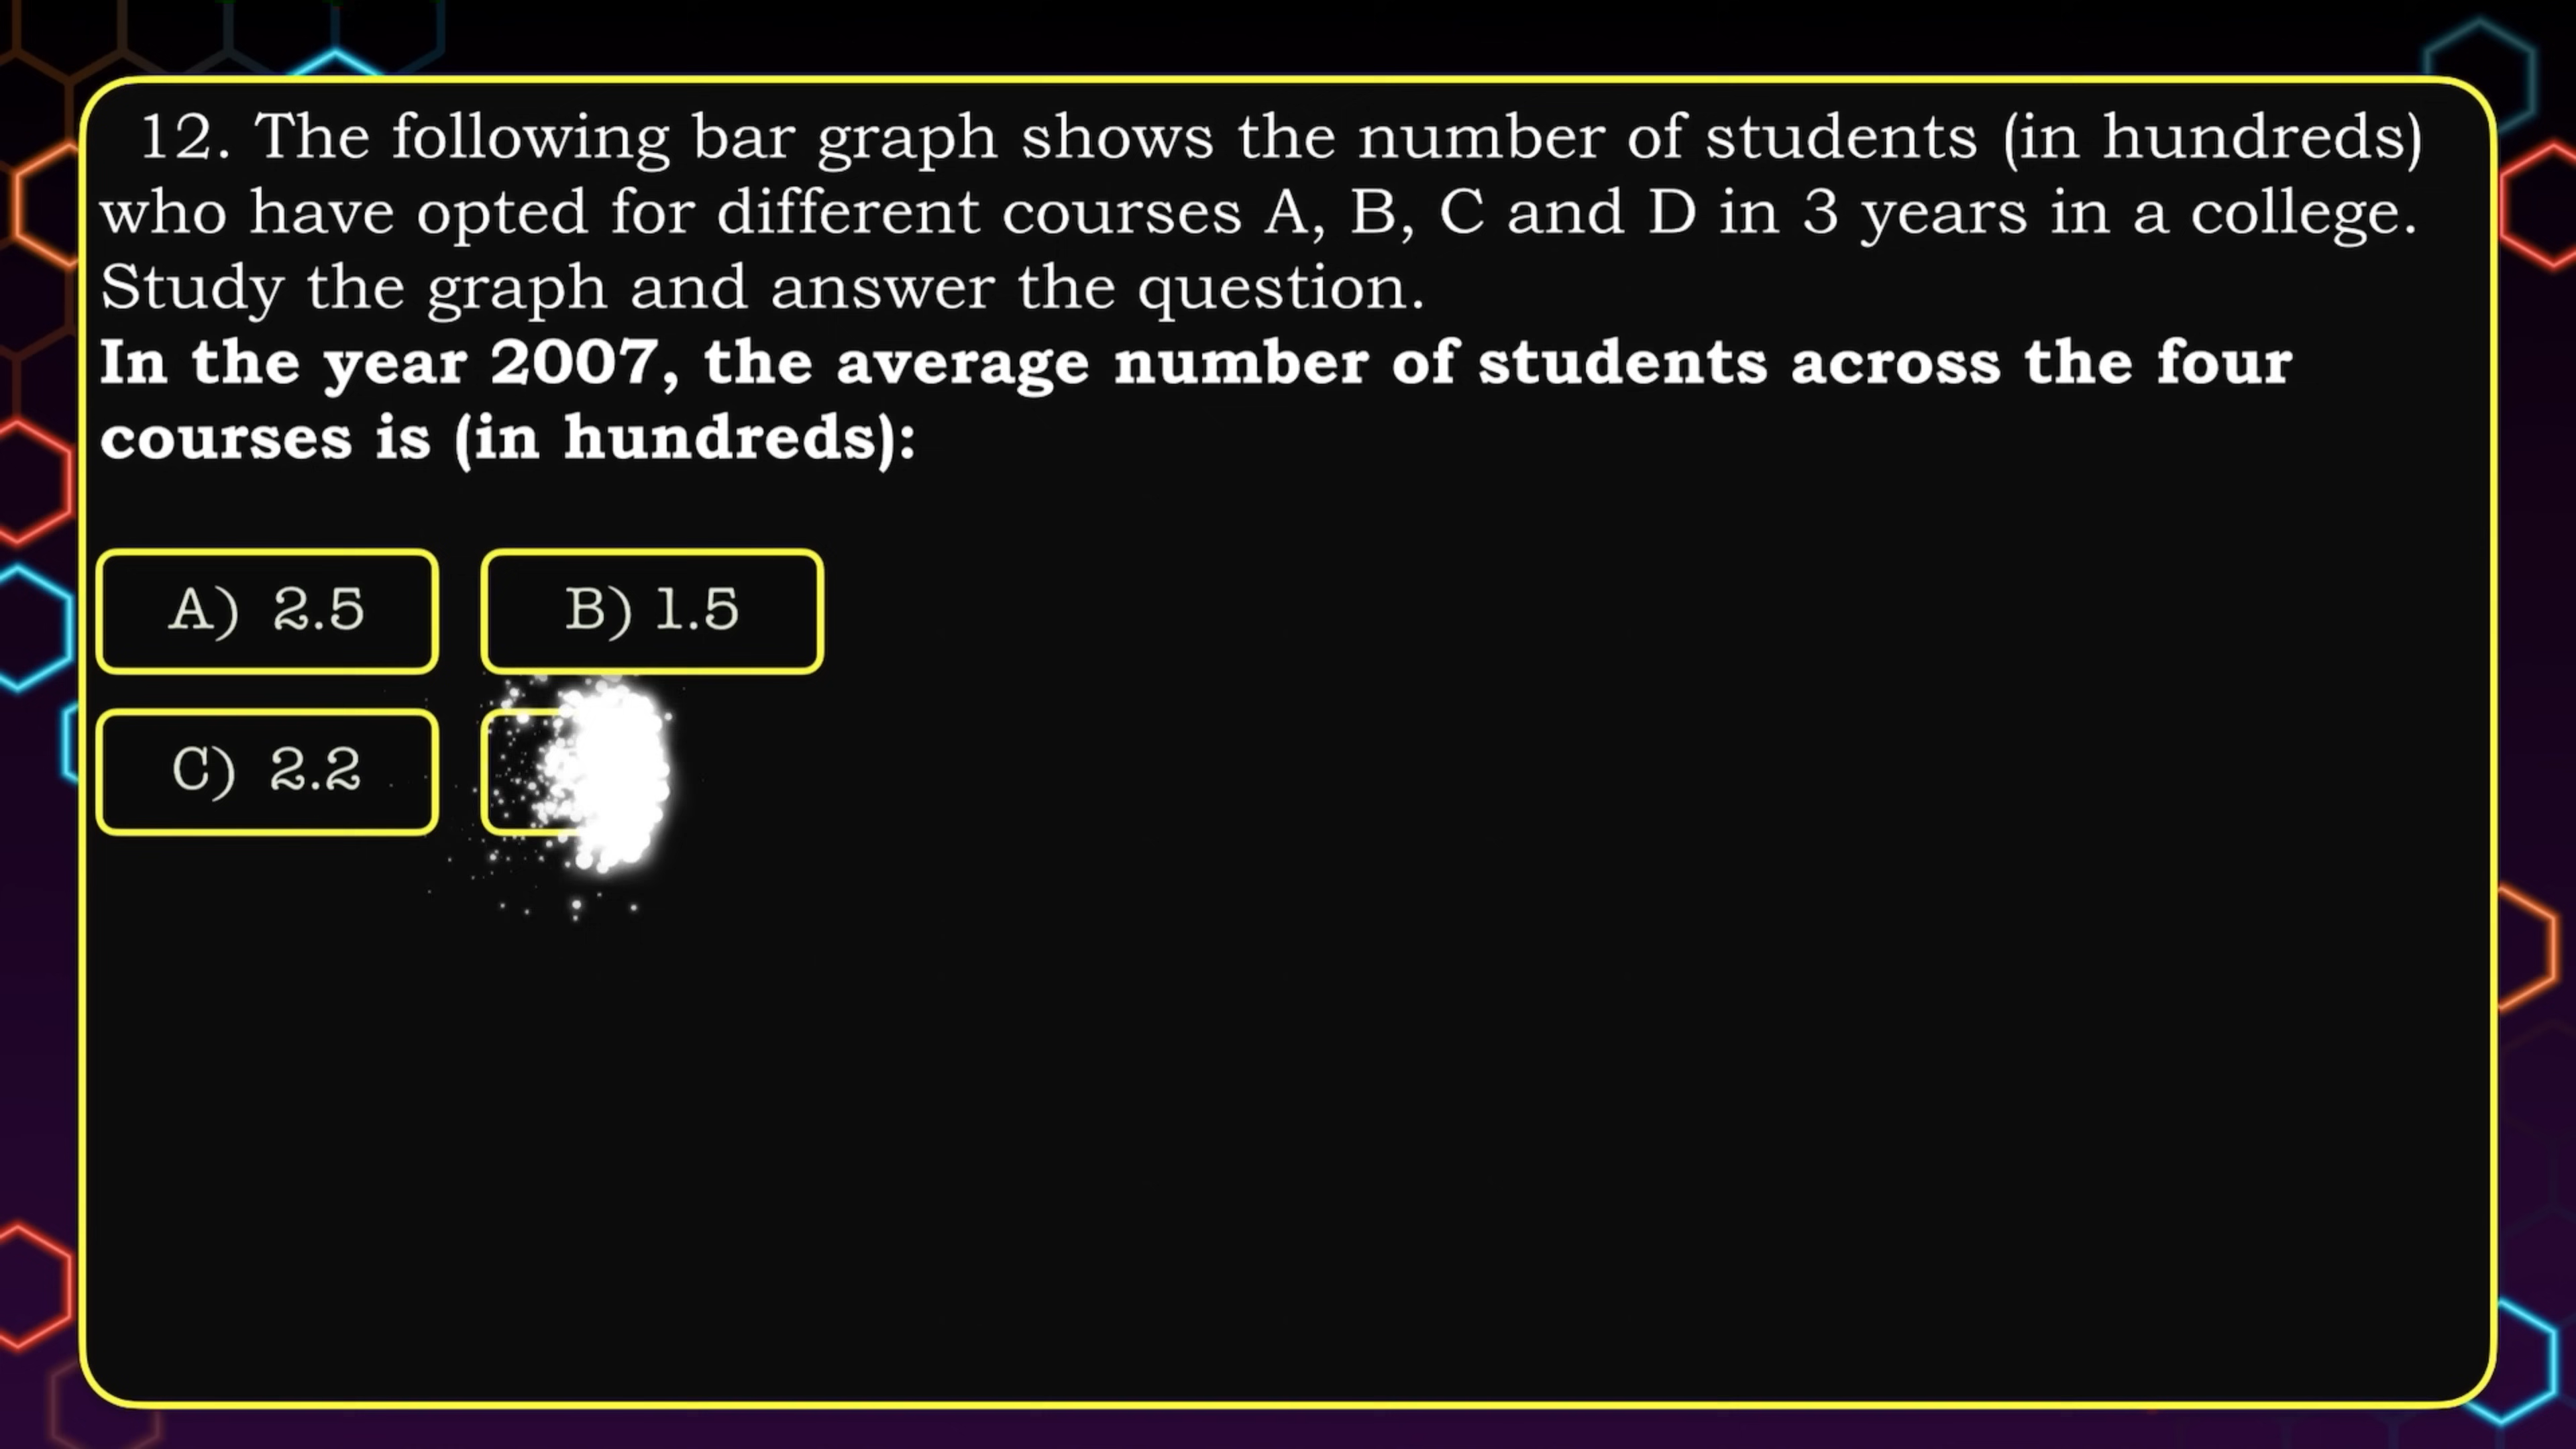 12. The following bar graph shows the number of students (in hundreds)
who have opted for different courses A, B, C and D in 3 years in a college.
Study the graph and answer the question.
In the year 2007, the average number of students across the four
courses is (in hundreds):
A) 2.5
B) 1.5
C) 2.2